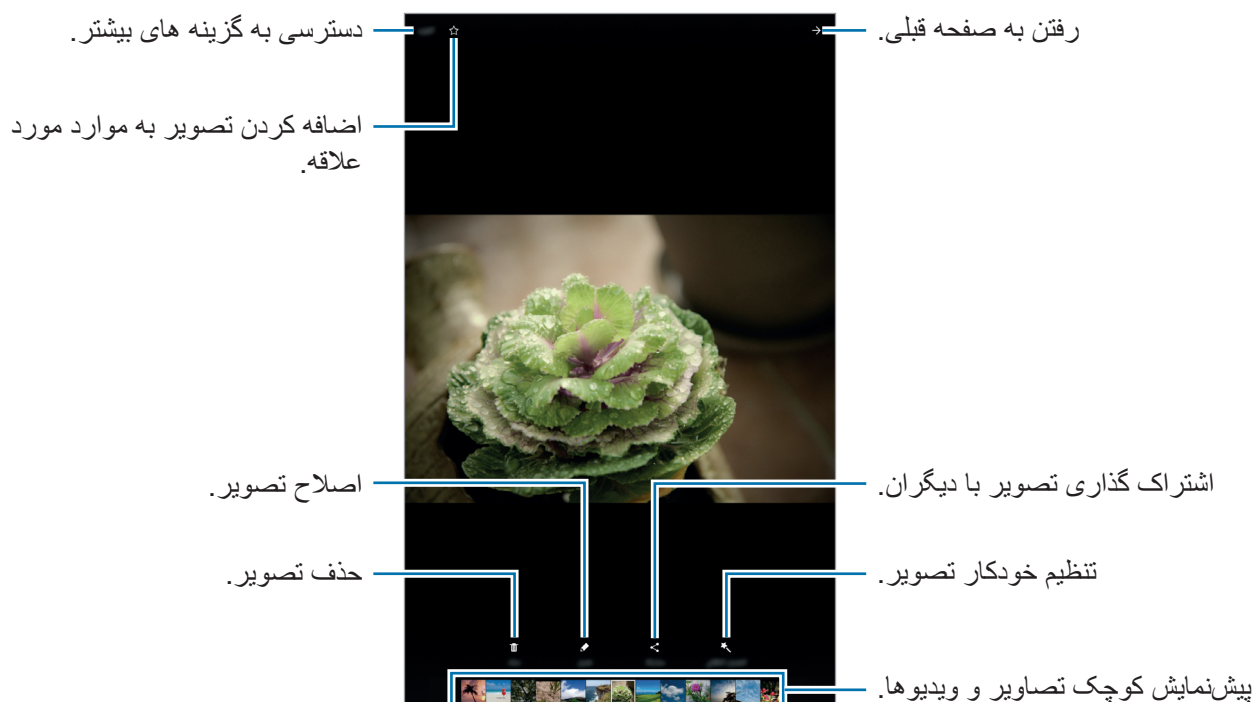 رفتن به صفحه قبلی.
دسترسی به گزینه های بیشتر.
اضافه کردن تصویر به موارد مورد
علاقه.
اشتراک گذاری تصویر با دیگران.
اصلاح تصویر.
تنظیم خودکار تصویر.
حذف تصویر.
پیش‌نمایش کوچک تصاویر و ویدیوها.